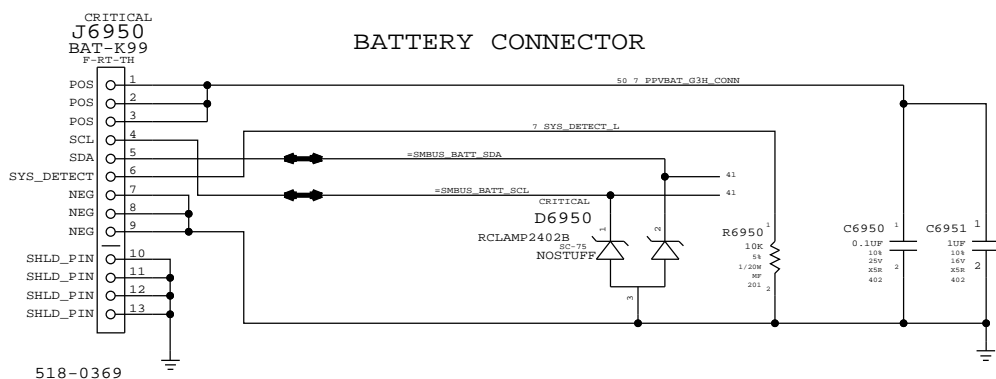 CRITICAL
J6950
BAT-K99
F-RT-TH
BATTERY CONNECTOR
POS 1
POS 2
POS 3
SCL 4
SDA 5
SYS_DETECT 6
NEG 7
NEG 8
NEG 9
SHLD_PIN 10
SHLD_PIN 11
SHLD_PIN 12
SHLD_PIN 13
518-0369
50 7 PPVBAT_G3H_CONN
7 SYS_DETECT_L
=SMBUS_BATT_SDA
41
=SMBUS_BATT_SCL
41
CRITICAL
D6950
RCLAMP2402B
SC-75
NOSTUFF
1
2
3
R6950
1
10K
5%
1/20W
MF
201
2
C6950
1
0.1UF
10%
25V
X5R
402
2
C6951
1
1UF
10%
16V
X5R
402
2